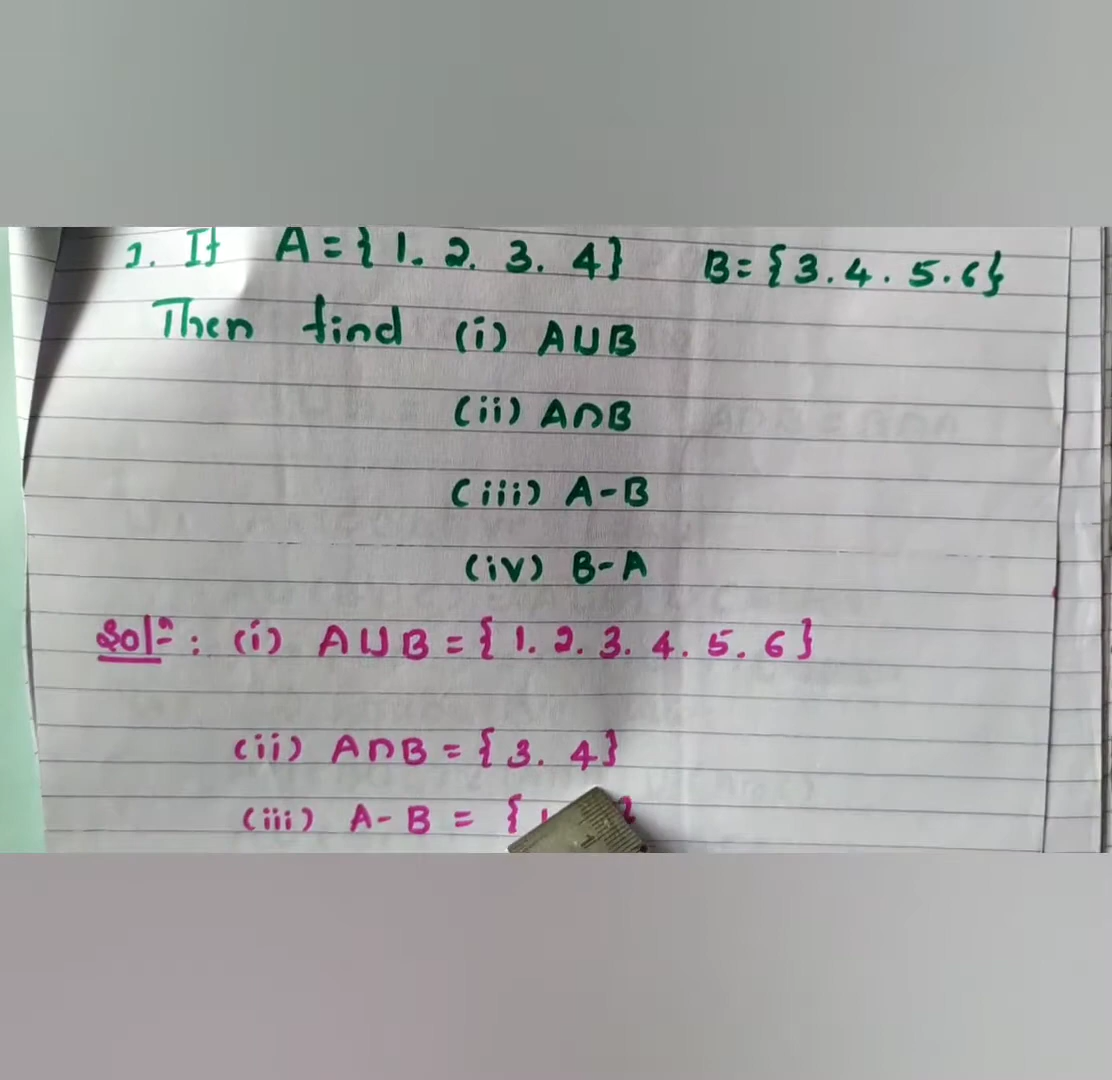 1. If A = { 1. 2. 3. 4} B = {3.4. 5.6}
Then find (i) A∪B
(ii) A∩B
(iii) A-B
(iv) B-A
Solⁿ: (i) A∪B = { 1. 2. 3. 4. 5. 6 }
(ii) A∩B = { 3. 4}
(iii) A-B = {